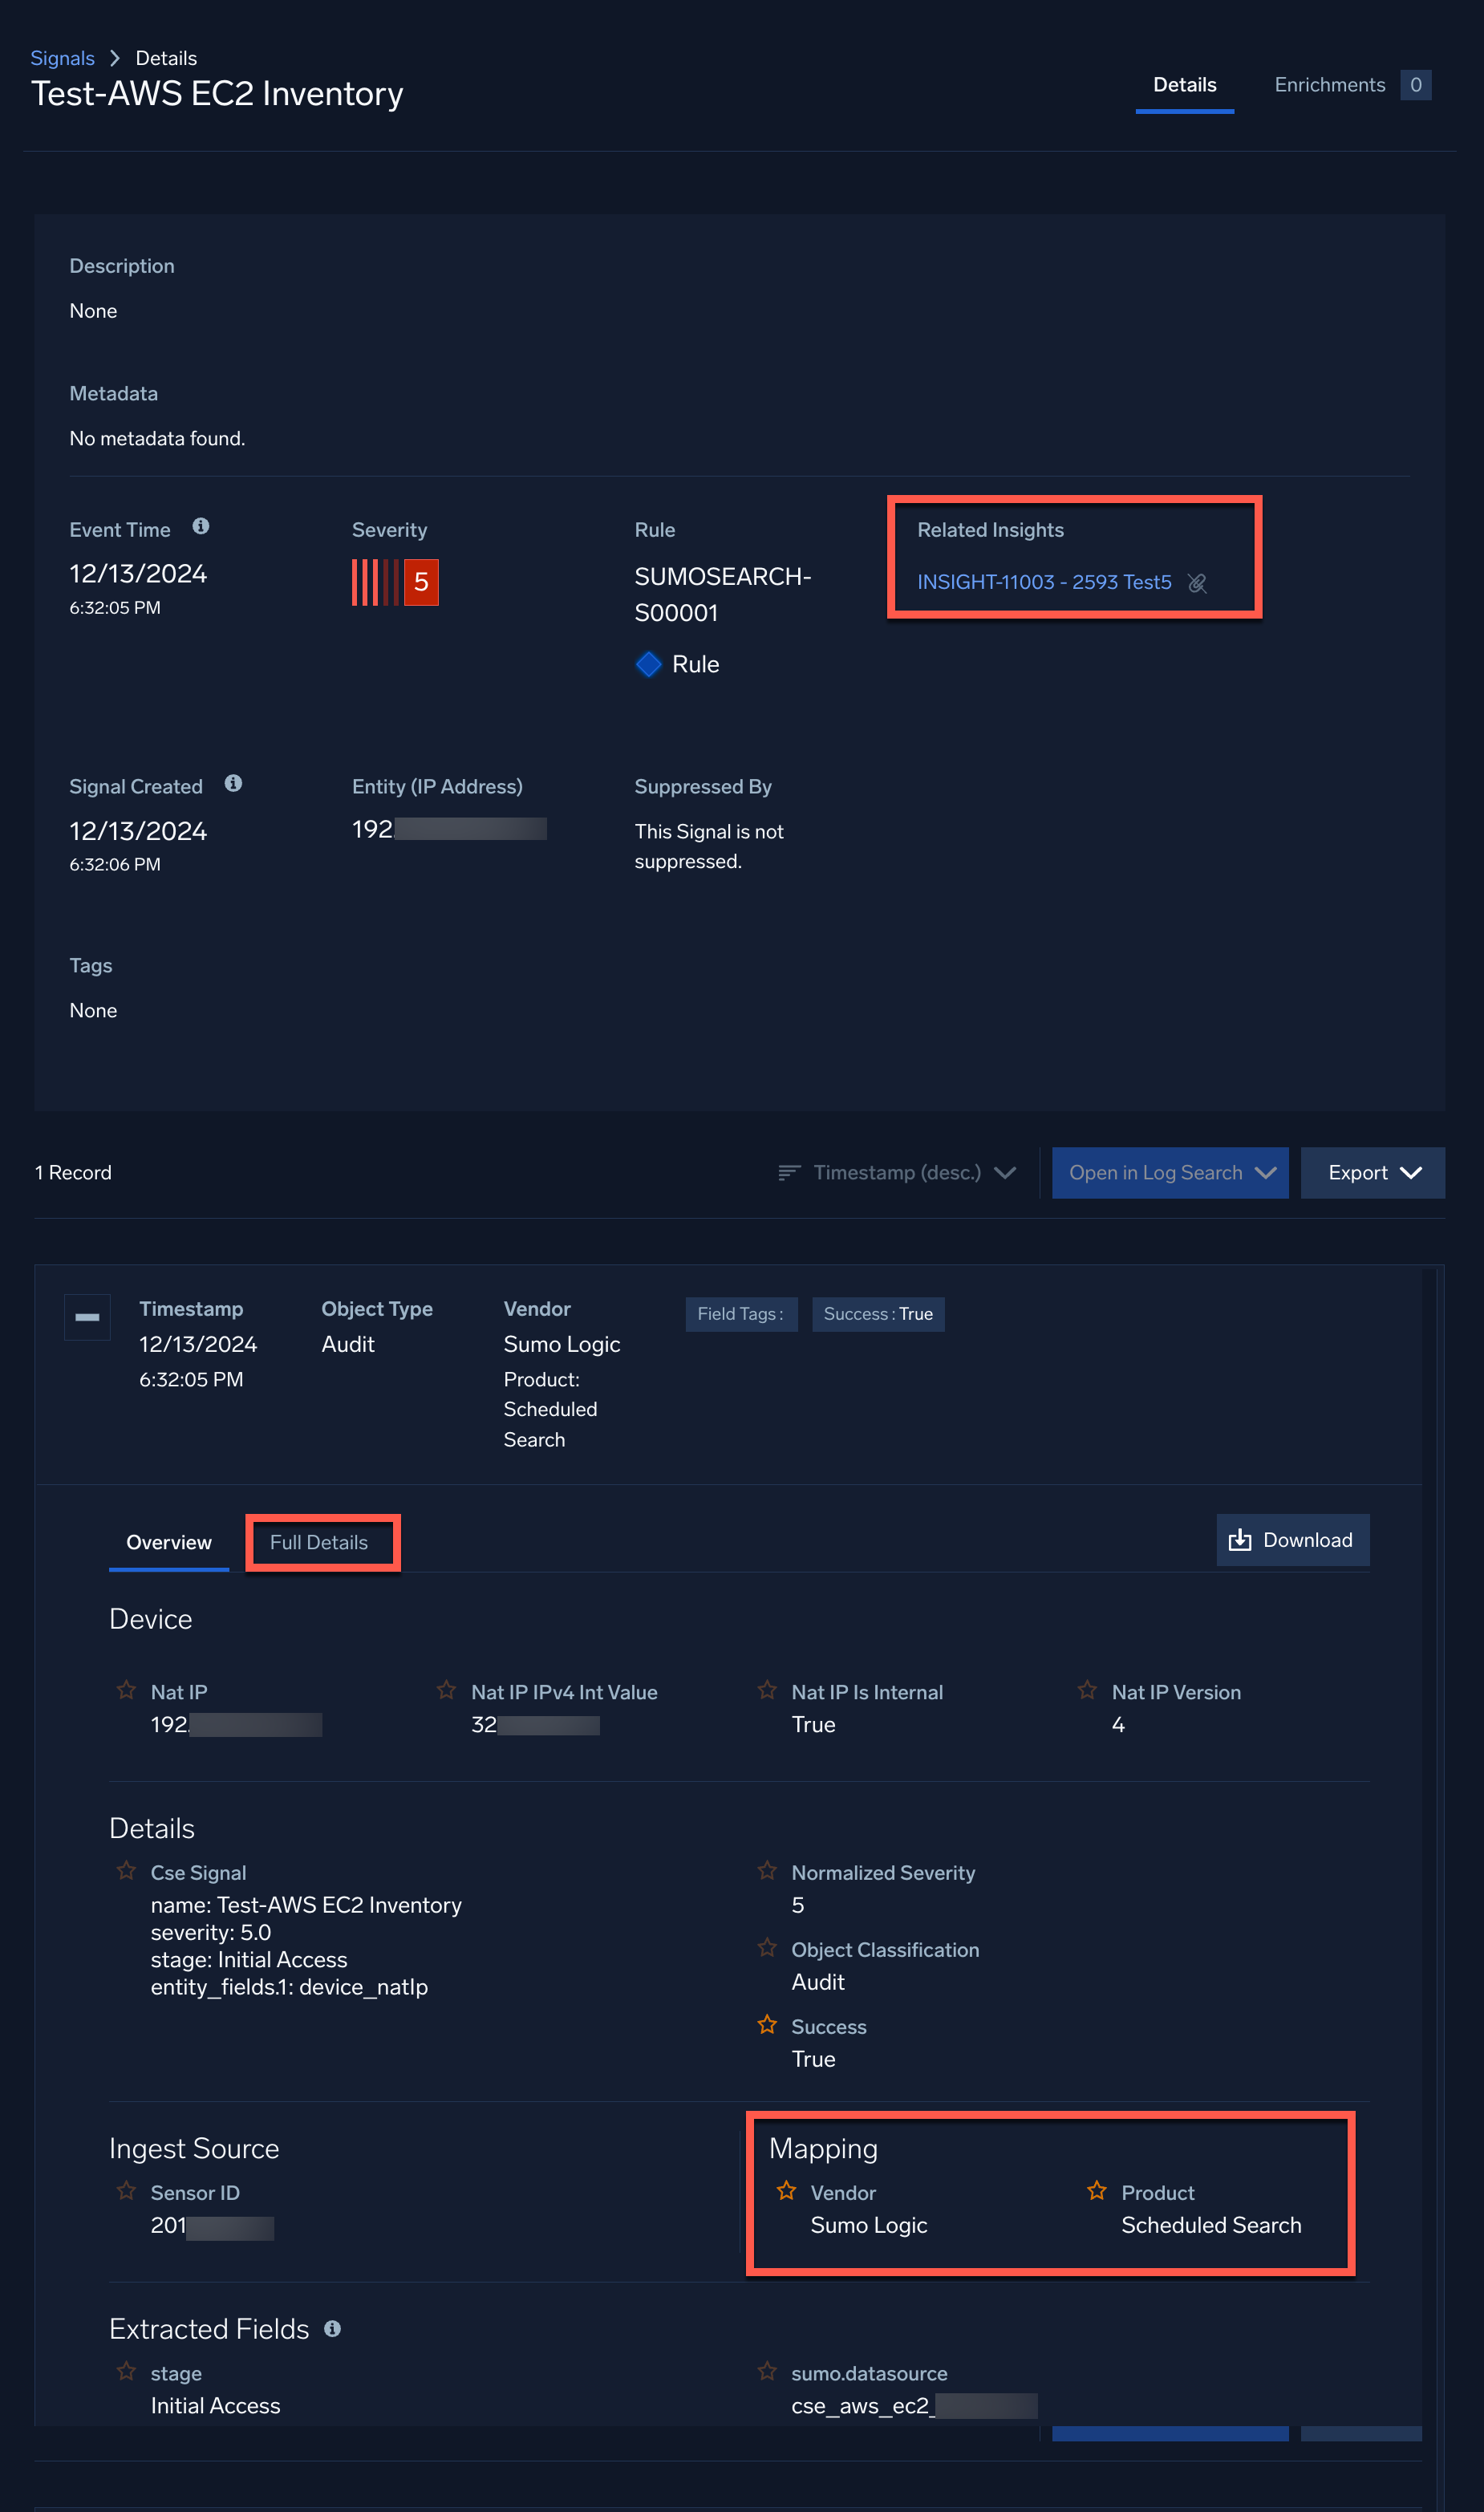 Signals > Details
Test-AWS EC2 Inventory
Details
Enrichments 0
Description
None
Metadata
No metadata found.
Event Time
12/13/2024
6:32:05 PM
Severity
5
Rule
SUMOSEARCH-
S00001
Rule
Related Insights
INSIGHT-11003 - 2593 Test5
Signal Created
12/13/2024
6:32:06 PM
Entity (IP Address)
192.
Suppressed By
This Signal is not
suppressed.
Tags
None
1 Record
Timestamp (desc.)
Open in Log Search
Export
Timestamp
12/13/2024
6:32:05 PM
Object Type
Audit
Vendor
Sumo Logic
Product:
Scheduled
Search
Field Tags :
Success : True
Overview
Full Details
Download
Device
Nat IP
192.
Nat IP IPv4 Int Value
32
Nat IP Is Internal
True
Nat IP Version
4
Details
Cse Signal
name: Test-AWS EC2 Inventory
severity: 5.0
stage: Initial Access
entity_fields.1: device_natIp
Normalized Severity
5
Object Classification
Audit
Success
True
Ingest Source
Sensor ID
201
Mapping
Vendor
Sumo Logic
Product
Scheduled Search
Extracted Fields
stage
Initial Access
sumo.datasource
cse_aws_ec2_